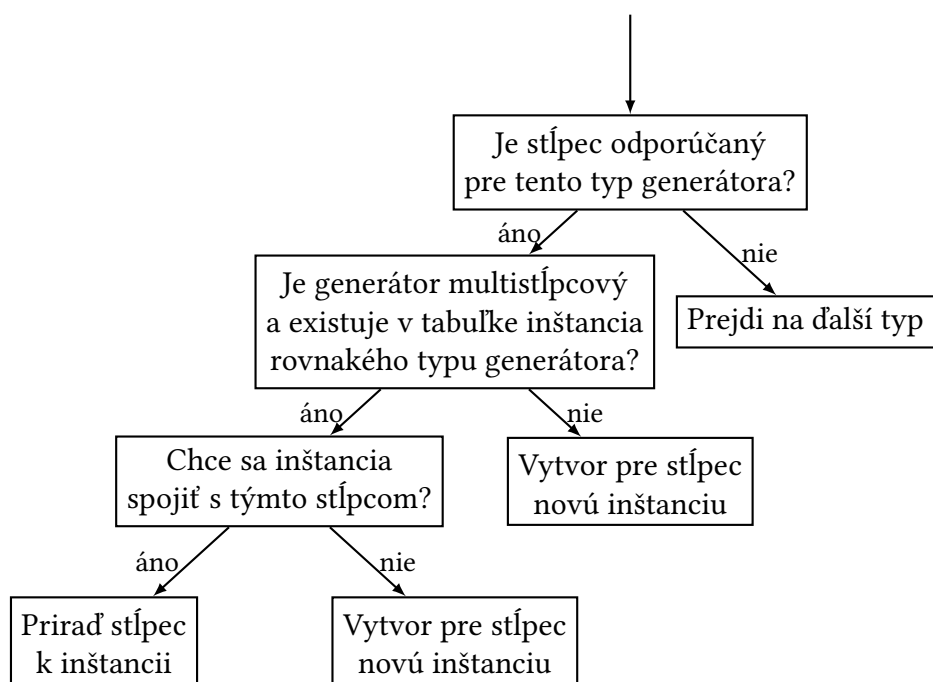 Je stĺpec odporúčaný
pre tento typ generátora?
áno
nie
Je generátor multistĺpcový
a existuje v tabuľke inštancia
rovnakého typu generátora?
Prejdi na ďalší typ
áno
nie
Chce sa inštancia
spojiť s týmto stĺpcom?
Vytvor pre stĺpec
novú inštanciu
áno
nie
Priraď stĺpec
k inštancii
Vytvor pre stĺpec
novú inštanciu